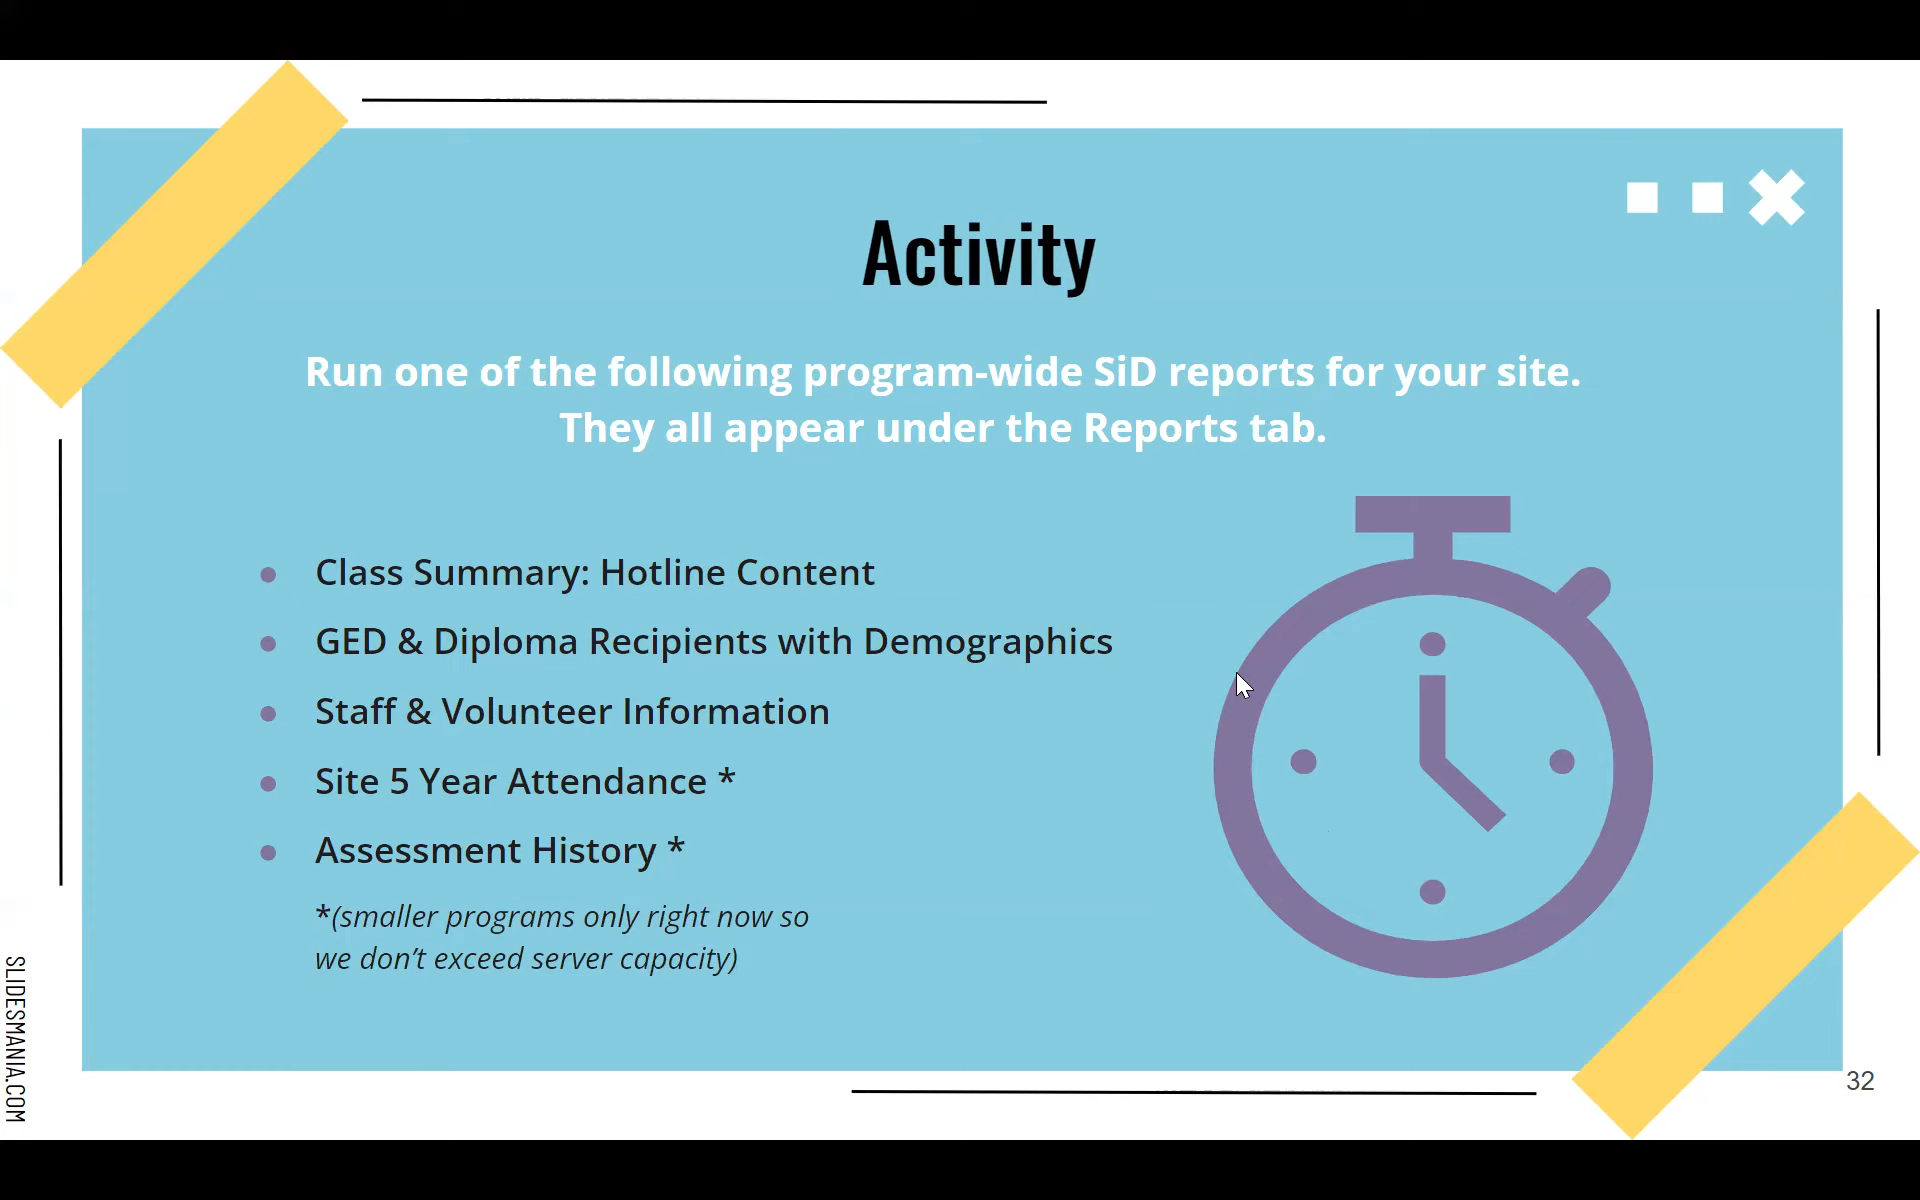 Activity
Run one of the following program-wide SiD reports for your site.
They all appear under the Reports tab.
Class Summary: Hotline Content
GED & Diploma Recipients with Demographics
Staff & Volunteer Information
Site 5 Year Attendance *
Assessment History *
*(smaller programs only right now so
we don’t exceed server capacity)
SLIDESMANIA.COM
32